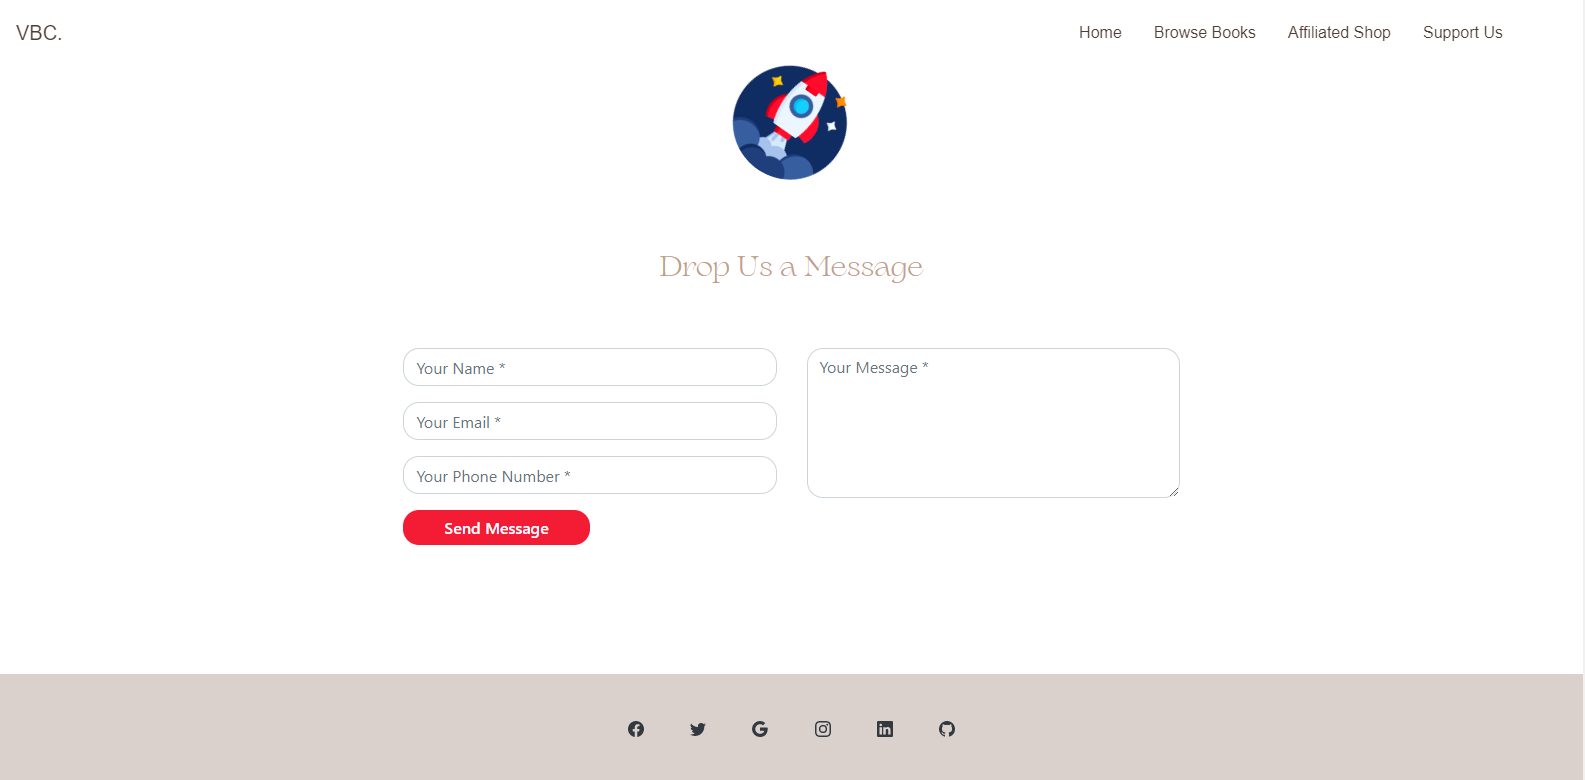 VBC.
Home Browse Books Affiliated Shop Support Us
Drop Us a Message
Your Name *
Your Email *
Your Phone Number *
Send Message
Your Message *